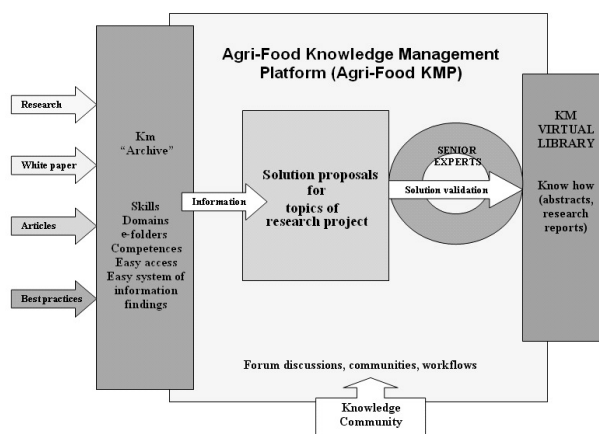 Agri-Food Knowledge Management
Platform (Agri-Food KMP)
Research
White paper
Articles
Best practices
Km
“Archive”
Skills
Domains
e-folders
Competences
Easy access
Easy system of
information
findings
Information
Solution proposals
for
topics of
research project
SENIOR
EXPERTS
Solution validation
KM
VIRTUAL
LIBRARY
Know how
(abstracts,
research
reports)
Forum discussions, communities, workflows
Knowledge
Community